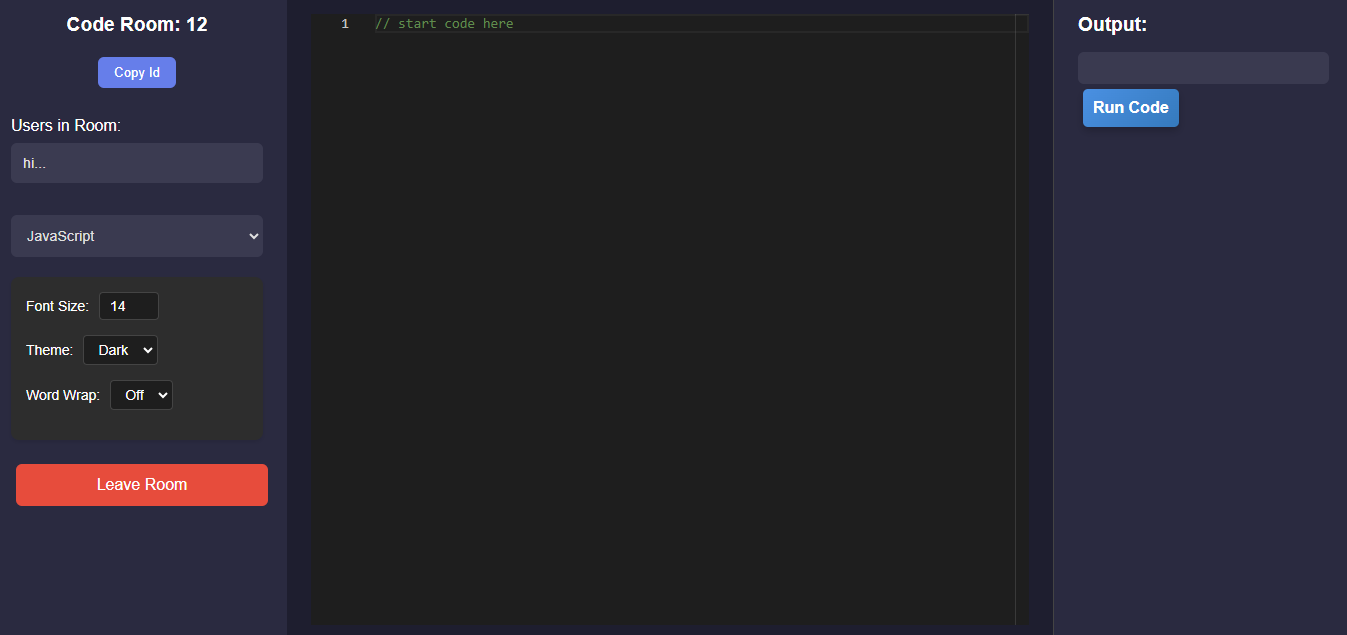 Code Room: 12
Copy Id
Users in Room:
hi...
JavaScript
Font Size: 14
Theme: Dark
Word Wrap: Off
Leave Room
1 // start code here
Output:
Run Code